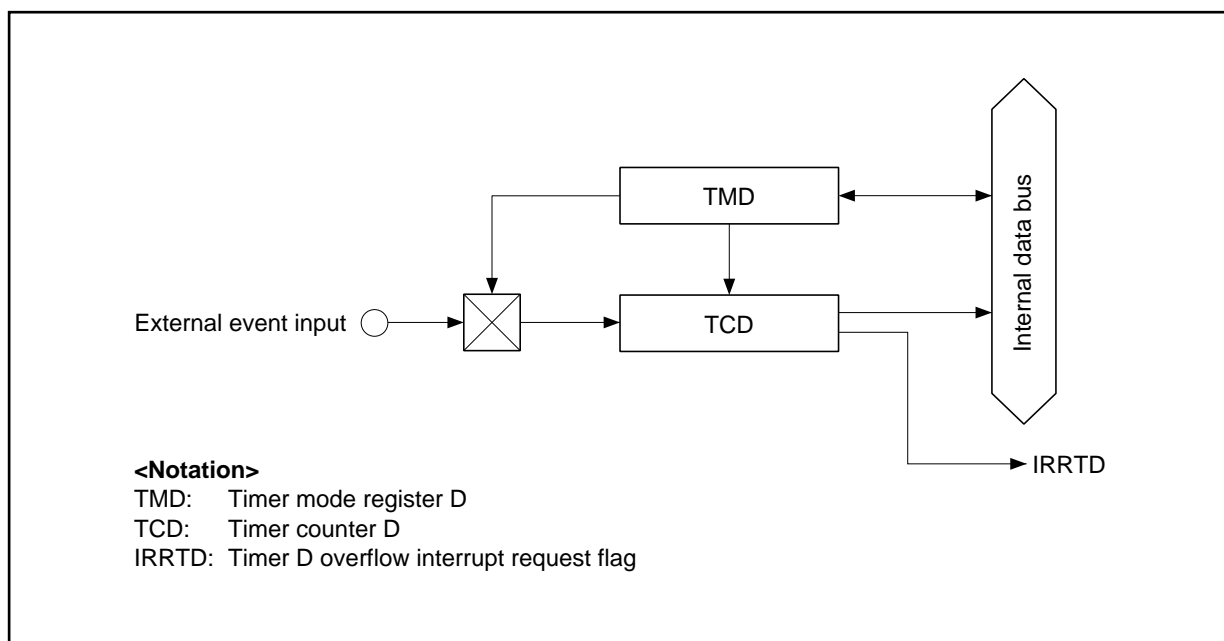 TMD
Internal data bus
External event input
TCD
IRRTD
<Notation>
TMD: Timer mode register D
TCD: Timer counter D
IRRTD: Timer D overflow interrupt request flag